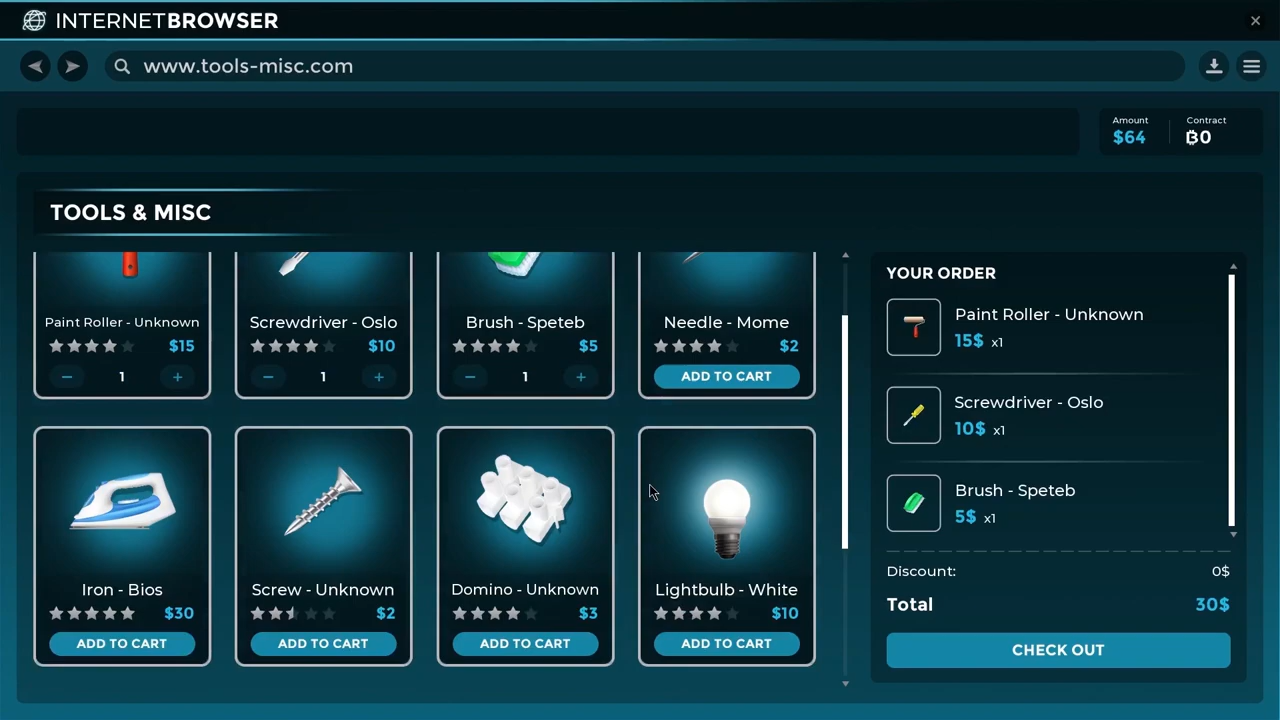 INTERNETBROWSER
www.tools-misc.com
Amount
$64
Contract
₿0
TOOLS & MISC
Paint Roller - Unknown
$15
− 1 +
Screwdriver - Oslo
$10
− 1 +
Brush - Speteb
$5
− 1 +
Needle - Mome
$2
ADD TO CART
Iron - Bios
$30
ADD TO CART
Screw - Unknown
$2
ADD TO CART
Domino - Unknown
$3
ADD TO CART
Lightbulb - White
$10
ADD TO CART
YOUR ORDER
Paint Roller - Unknown
15$ x1
Screwdriver - Oslo
10$ x1
Brush - Speteb
5$ x1
Discount: 0$
Total 30$
CHECK OUT